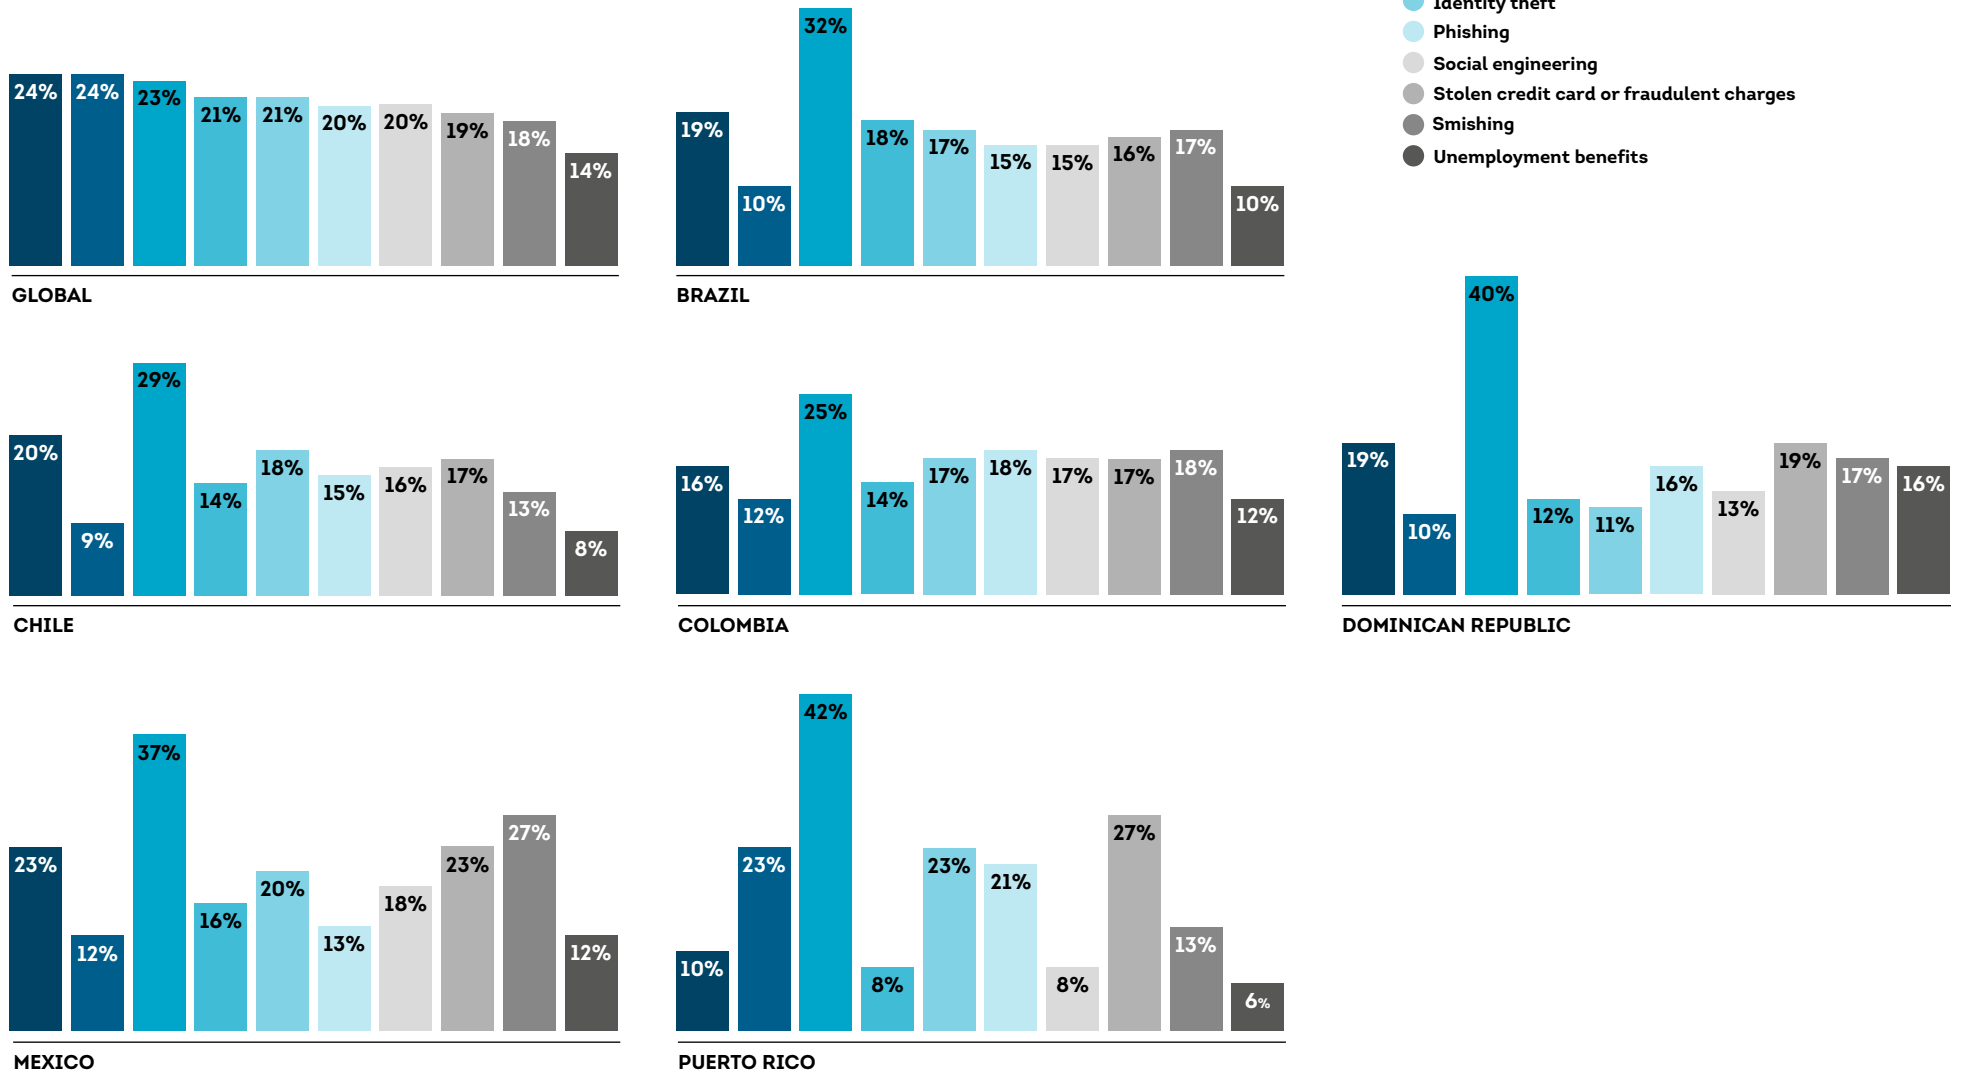 Identity theft
Phishing
Social engineering
Stolen credit card or fraudulent charges
Smishing
Unemployment benefits
24% 24% 23% 21% 21% 20% 20% 19% 18% 14%
GLOBAL
19% 10% 32% 18% 17% 15% 15% 16% 17% 10%
BRAZIL
20% 9% 29% 14% 18% 15% 16% 17% 13% 8%
CHILE
16% 12% 25% 14% 17% 18% 17% 17% 18% 12%
COLOMBIA
19% 10% 40% 12% 11% 16% 13% 19% 17% 16%
DOMINICAN REPUBLIC
23% 12% 37% 16% 20% 13% 18% 23% 27% 12%
MEXICO
10% 23% 42% 8% 23% 21% 8% 27% 13% 6%
PUERTO RICO